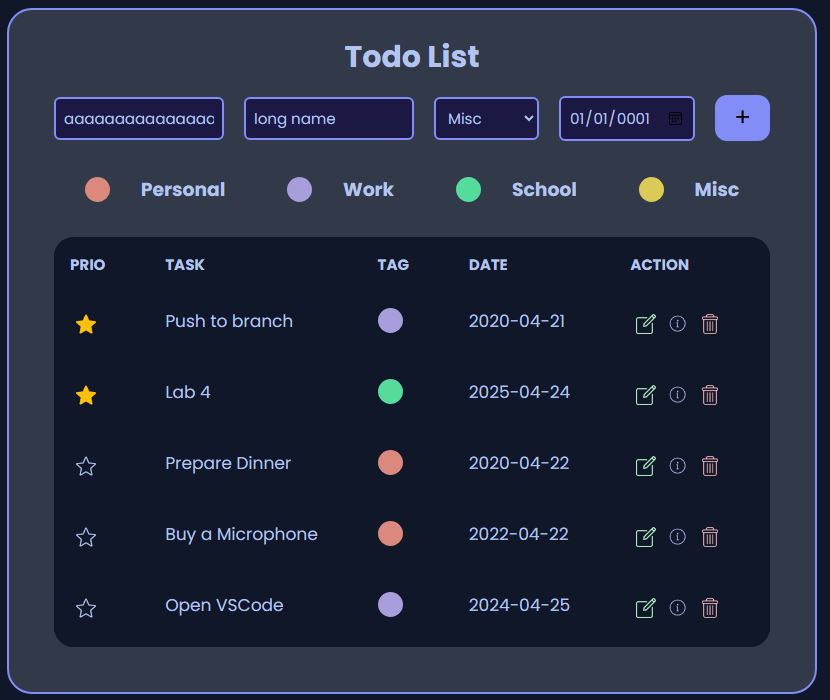 Todo List
aaaaaaaaaaaaaaa long name Misc 01/01/0001 +
Personal Work School Misc
PRIO TASK TAG DATE ACTION
Push to branch 2020-04-21
Lab 4 2025-04-24
Prepare Dinner 2020-04-22
Buy a Microphone 2022-04-22
Open VSCode 2024-04-25